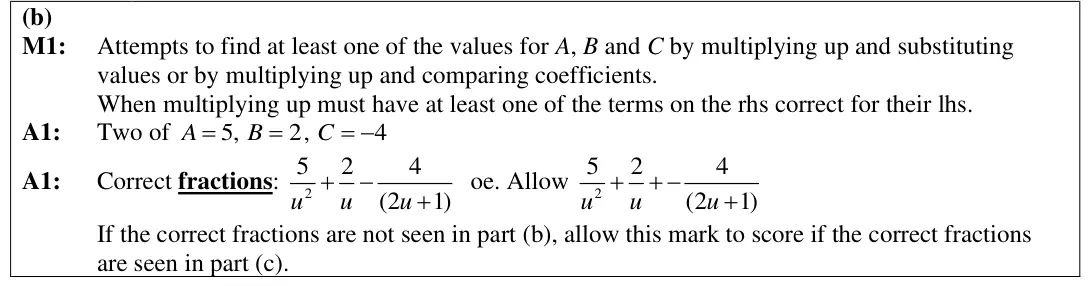 (b)
M1: Attempts to find at least one of the values for A, B and C by multiplying up and substituting
values or by multiplying up and comparing coefficients.
When multiplying up must have at least one of the terms on the rhs correct for their lhs.
A1: Two of A = 5, B = 2, C = −4
A1: Correct fractions: 5/u² + 2/u − 4/(2u+1) oe. Allow 5/u² + 2/u + − 4/(2u+1)
If the correct fractions are not seen in part (b), allow this mark to score if the correct fractions
are seen in part (c).